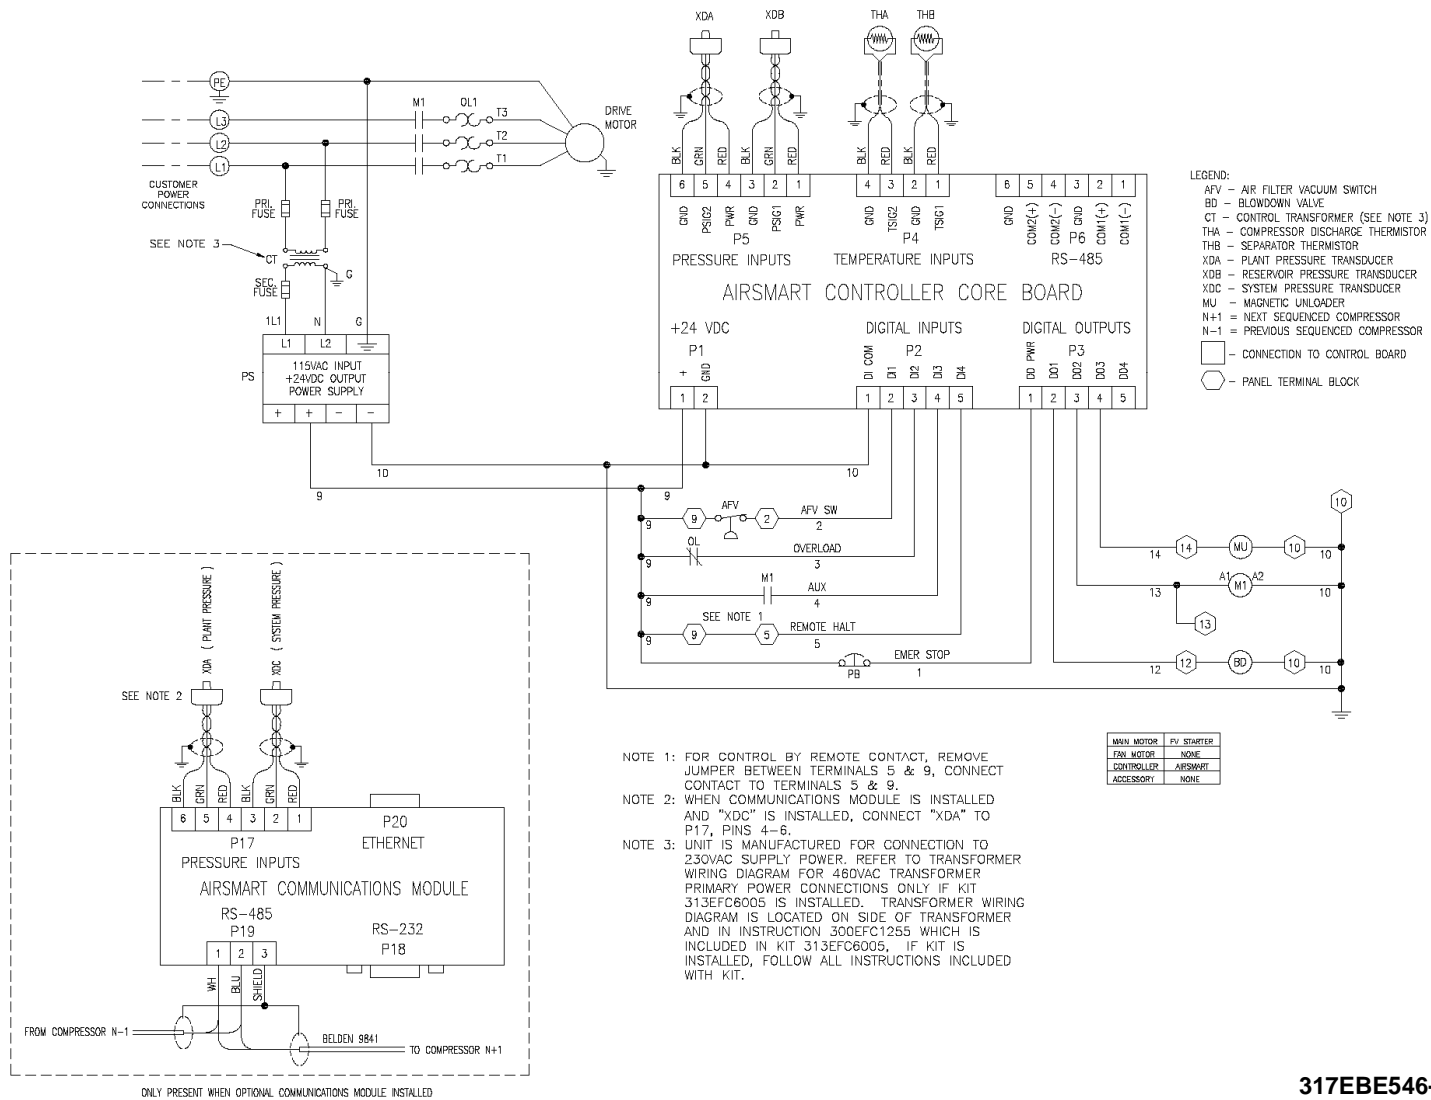 XDA XDB THA THB
PE
L3
L2
L1
M1 OL1 T3
T2
T1
DRIVE
MOTOR
CUSTOMER
POWER
CONNECTIONS
PRI.
FUSE
PRI.
FUSE
SEE NOTE 3
CT
G
SEC.
FUSE
1L1 N G
L1 L2
PS
115VAC INPUT
+24VDC OUTPUT
POWER SUPPLY
+ + - -
BLK GRN RED BLK GRN RED BLK RED BLK RED
6 5 4 3 2 1
4 3 2 1
6 5 4 3 2 1
GND PSIG2 PWR GND PSIG1 PWR
GND TSIG2 GND TSIG1
GND COM2(+) COM2(-) GND COM1(+) COM1(-)
P5 P4 P6
PRESSURE INPUTS TEMPERATURE INPUTS RS-485
AIRSMART CONTROLLER CORE BOARD
+24 VDC DIGITAL INPUTS DIGITAL OUTPUTS
P1 P2 P3
+ GND
DI COM DI1 DI2 DI3 DI4
DO PWR DO1 DO2 DO3 DO4
1 2
1 2 3 4 5
1 2 3 4 5
LEGEND:
AFV - AIR FILTER VACUUM SWITCH
BD - BLOWDOWN VALVE
CT - CONTROL TRANSFORMER (SEE NOTE 3)
THA - COMPRESSOR DISCHARGE THERMISTOR
THB - SEPARATOR THERMISTOR
XDA - PLANT PRESSURE TRANSDUCER
XDB - RESERVOIR PRESSURE TRANSDUCER
XDC - SYSTEM PRESSURE TRANSDUCER
MU - MAGNETIC UNLOADER
N+1 = NEXT SEQUENCED COMPRESSOR
N-1 = PREVIOUS SEQUENCED COMPRESSOR
- CONNECTION TO CONTROL BOARD
- PANEL TERMINAL BLOCK
10 10
9 9
9 9 AFV 2 AFV SW
2
9 OL OVERLOAD
3
9 M1 AUX
4
SEE NOTE 1
9 9 5 REMOTE HALT
5
PB EMER STOP
1
10
14 14 MU 10 10
13 A1 M1 A2 10
13
12 12 BD 10 10
XDA ( PLANT PRESSURE )
XDC ( SYSTEM PRESSURE )
SEE NOTE 2
BLK GRN RED BLK GRN RED
6 5 4 3 2 1
P17 P20
PRESSURE INPUTS ETHERNET
AIRSMART COMMUNICATIONS MODULE
RS-485 RS-232
P19 P18
1 2 3
WH BLU SHIELD
FROM COMPRESSOR N-1
BELDEN 9841
TO COMPRESSOR N+1
ONLY PRESENT WHEN OPTIONAL COMMUNICATIONS MODULE INSTALLED
NOTE 1: FOR CONTROL BY REMOTE CONTACT, REMOVE
JUMPER BETWEEN TERMINALS 5 & 9, CONNECT
CONTACT TO TERMINALS 5 & 9.
NOTE 2: WHEN COMMUNICATIONS MODULE IS INSTALLED
AND "XDC" IS INSTALLED, CONNECT "XDA" TO
P17, PINS 4-6.
NOTE 3: UNIT IS MANUFACTURED FOR CONNECTION TO
230VAC SUPPLY POWER. REFER TO TRANSFORMER
WIRING DIAGRAM FOR 460VAC TRANSFORMER
PRIMARY POWER CONNECTIONS ONLY IF KIT
313EFC6005 IS INSTALLED. TRANSFORMER WIRING
DIAGRAM IS LOCATED ON SIDE OF TRANSFORMER
AND IN INSTRUCTION 300EFC1255 WHICH IS
INCLUDED IN KIT 313EFC6005, IF KIT IS
INSTALLED, FOLLOW ALL INSTRUCTIONS INCLUDED
WITH KIT.
MAIN MOTOR FV STARTER
FAN MOTOR NONE
CONTROLLER AIRSMART
ACCESSORY NONE
317EBE546-